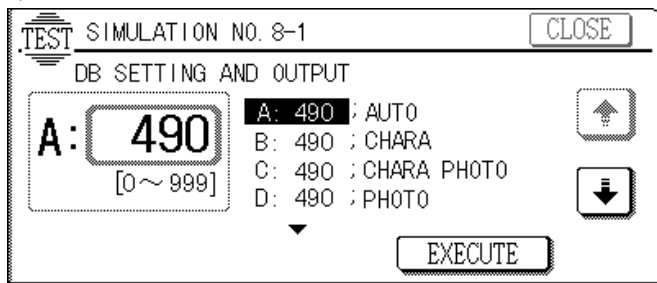 TEST SIMULATION NO. 8-1 CLOSE
DB SETTING AND OUTPUT
A: 490
[0~999]
A: 490 ; AUTO
B: 490 ; CHARA
C: 490 ; CHARA PHOTO
D: 490 ; PHOTO
EXECUTE